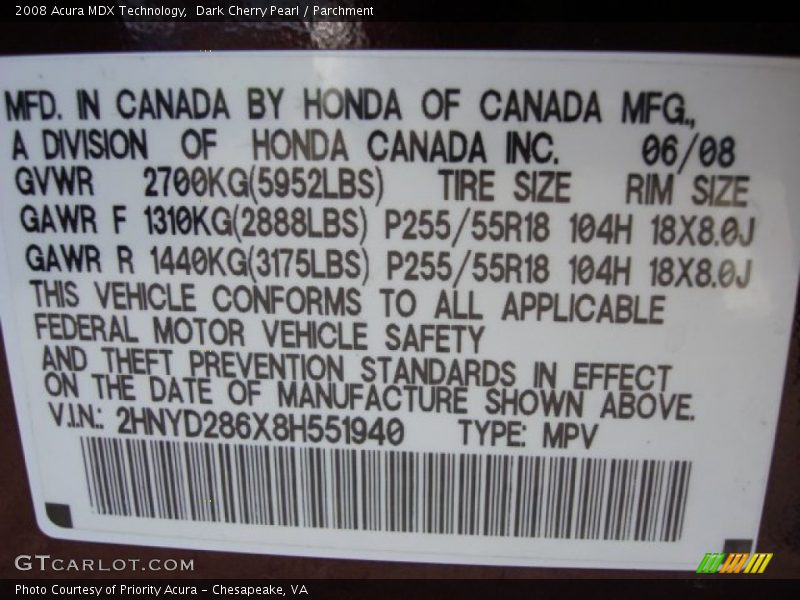 2008 Acura MDX Technology,  Dark Cherry Pearl / Parchment
MFD. IN CANADA BY HONDA OF CANADA MFG.,
A DIVISION OF HONDA CANADA INC. 06/08
GVWR 2700KG(5952LBS) TIRE SIZE RIM SIZE
GAWR F 1310KG(2888LBS) P255/55R18 104H 18X8.0J
GAWR R 1440KG(3175LBS) P255/55R18 104H 18X8.0J
THIS VEHICLE CONFORMS TO ALL APPLICABLE
FEDERAL MOTOR VEHICLE SAFETY
AND THEFT PREVENTION STANDARDS IN EFFECT
ON THE DATE OF MANUFACTURE SHOWN ABOVE.
V.I.N.: 2HNYD286X8H551940 TYPE: MPV
GTCARLOT.COM
Photo Courtesy of Priority Acura – Chesapeake, VA